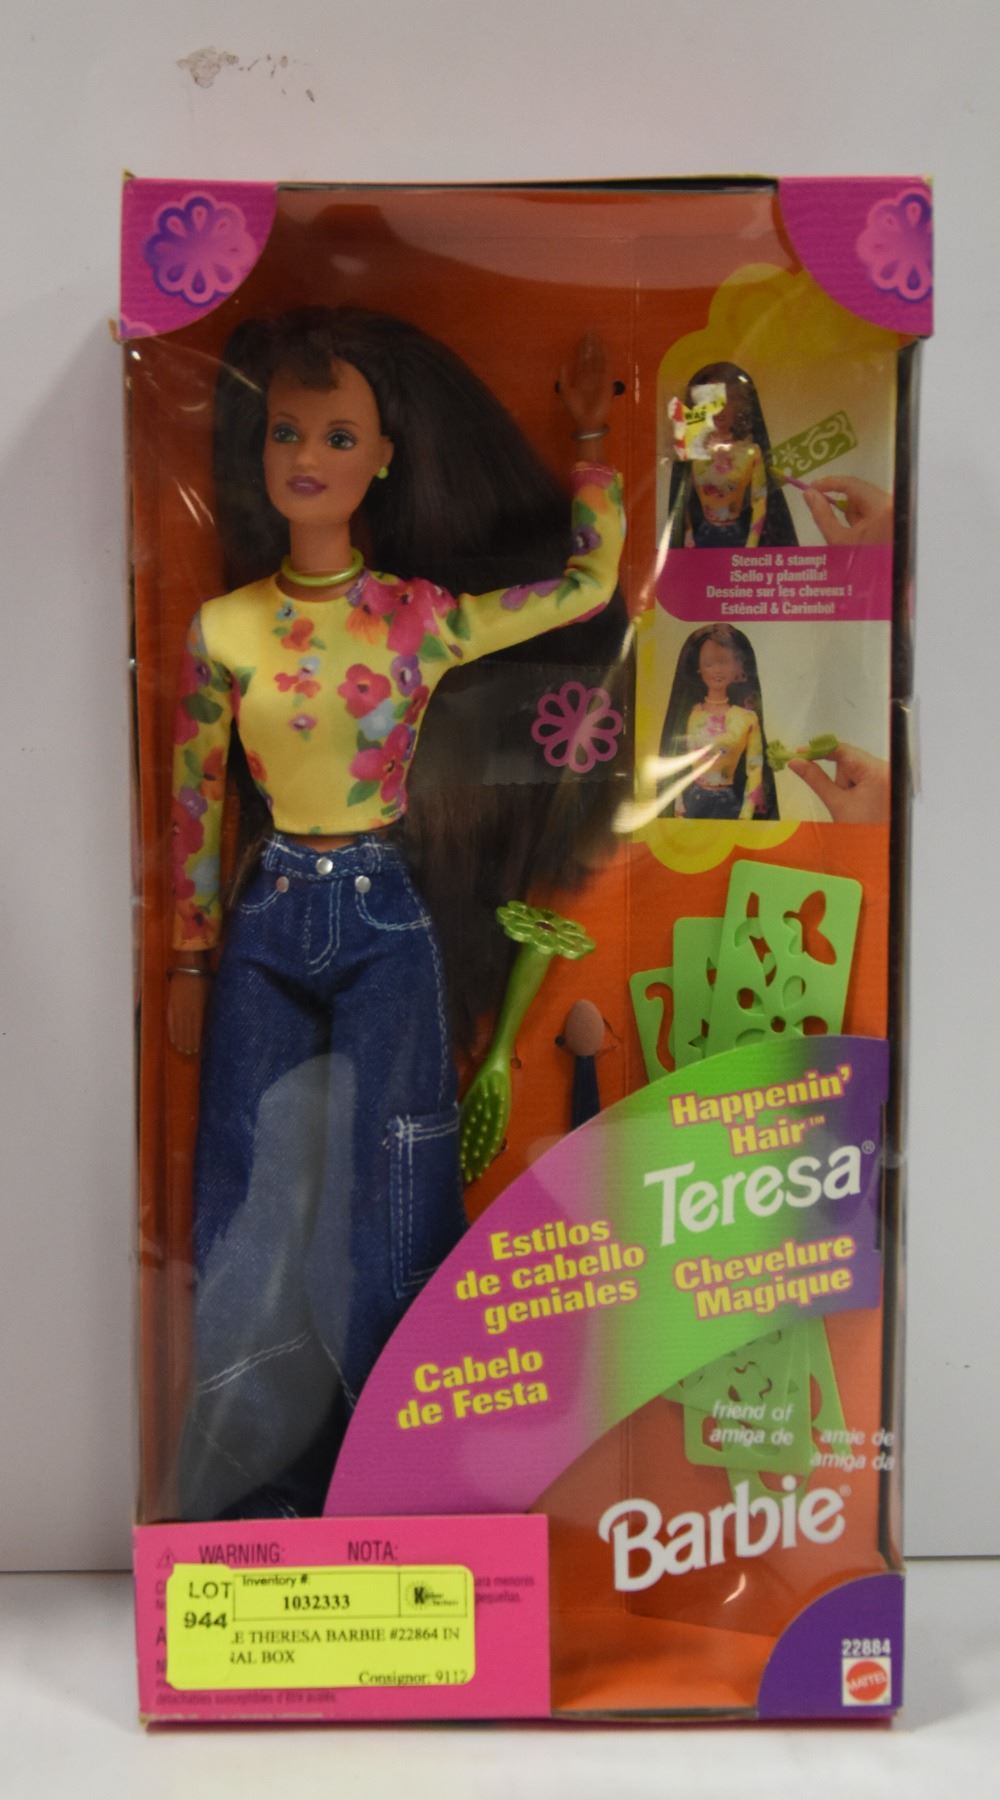 Stencil & stamp!
¡Sello y plantilla!
Dessine sur les cheveux !
Estêncil & Carimbo!
Happenin'
Hair™
Teresa®
Estilos
de cabello
geniales
Chevelure
Magique
Cabelo
de Festa
friend of
amiga de
amie de
amiga da
Barbie®
WARNING:
NOTA:
LOT
944
Inventory #:
1032333
THERESA BARBIE #22864 IN
BOX
Consignor: 9112
22884
MATTEL